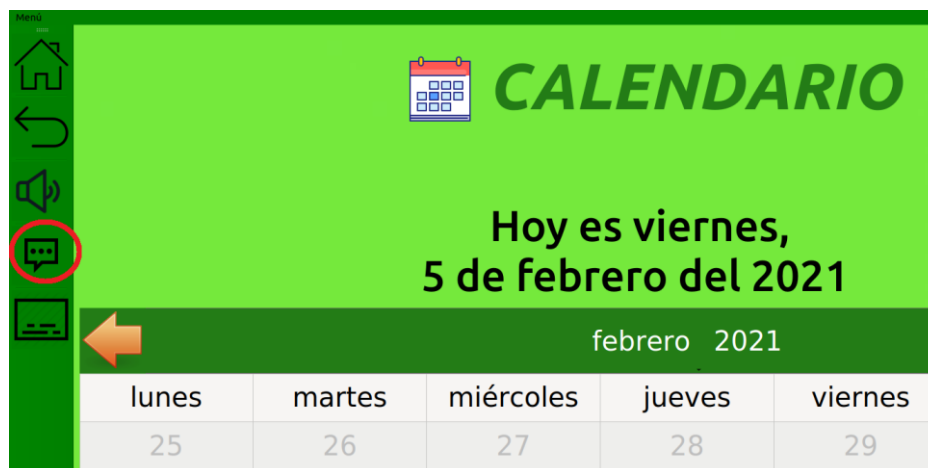 Menú
CALENDARIO
Hoy es viernes,
5 de febrero del 2021
febrero 2021
lunes martes miércoles jueves viernes
25 26 27 28 29